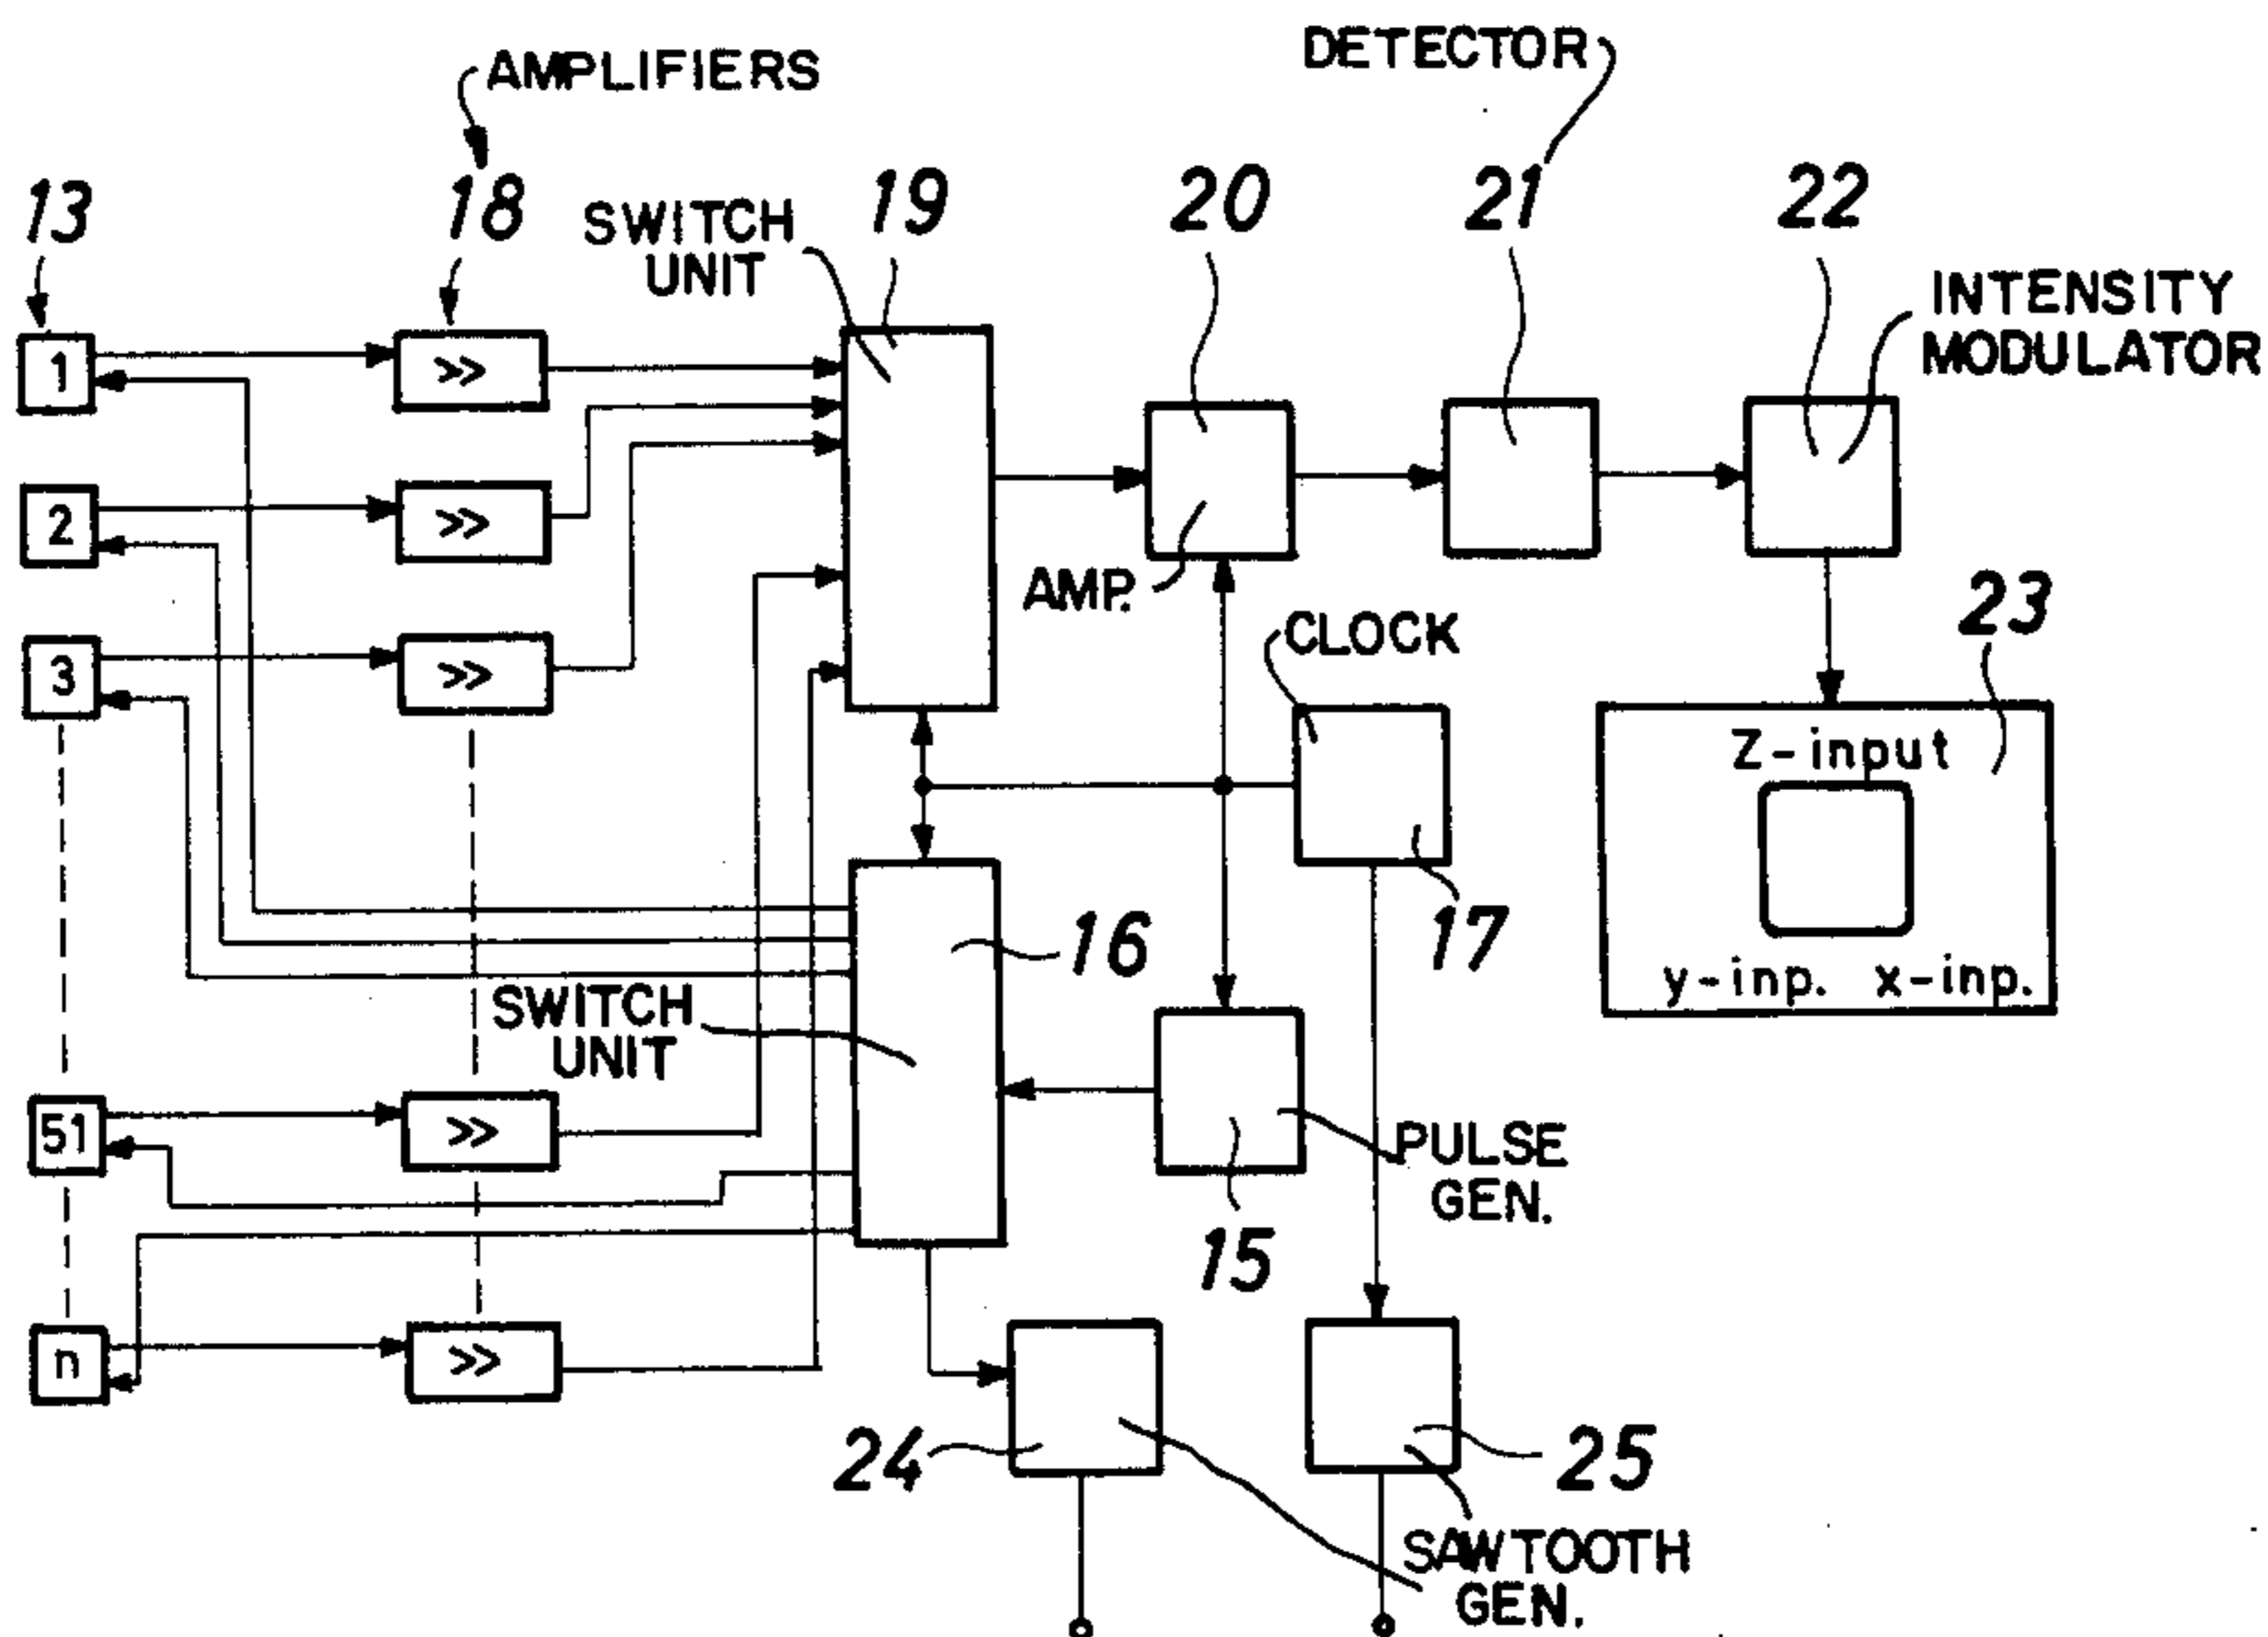 DETECTOR
AMPLIFIERS
13
18
SWITCH
UNIT
19
20
21
22
INTENSITY
MODULATOR
1
>>
2
>>
AMP.
23
CLOCK
3
>>
Z-input
16
17
y-inp. x-inp.
SWITCH
UNIT
51
>>
PULSE
GEN.
15
n
>>
24
25
SAWTOOTH
GEN.